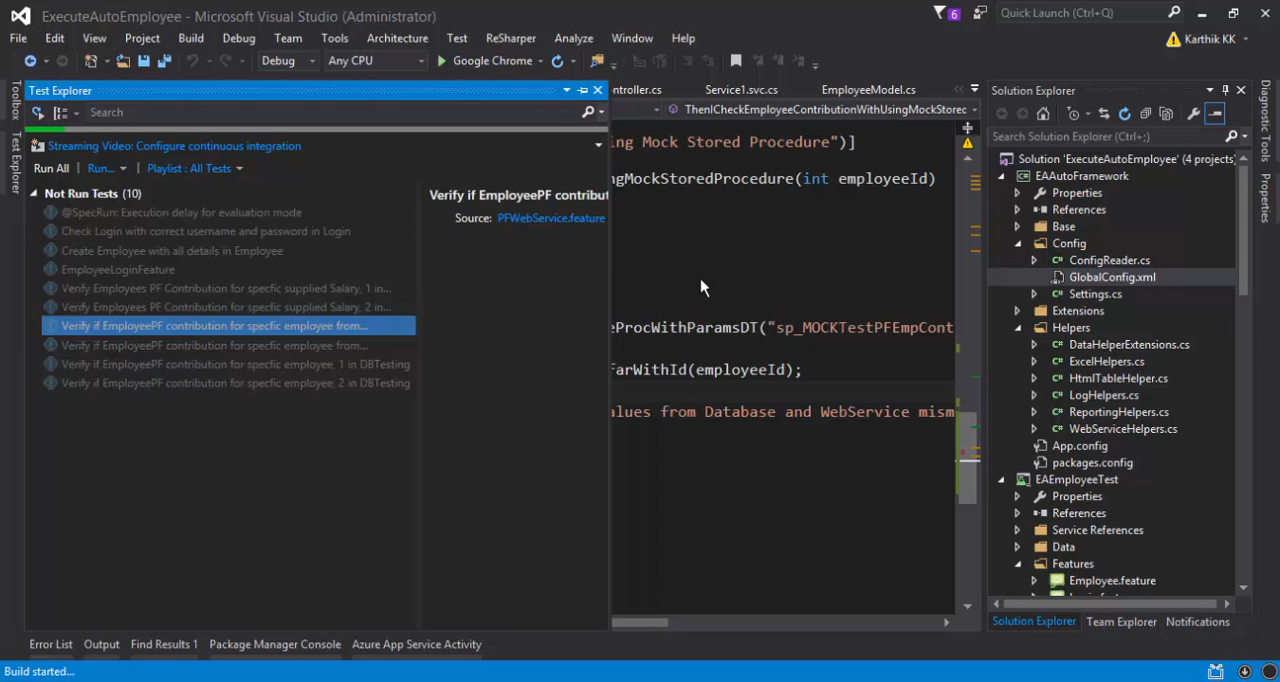 ExecuteAutoEmployee - Microsoft Visual Studio (Administrator)
6
Quick Launch (Ctrl+Q)
File Edit View Project Build Debug Team Tools Architecture Test ReSharper Analyze Window Help
Karthik KK
Debug Any CPU Google Chrome
Toolbox
Test Explorer
Test Explorer
Search
Streaming Video: Configure continuous integration
Run All Run... Playlist : All Tests
Not Run Tests (10)
@SpecRun: Execution delay for evaluation mode
Check Login with correct username and password in Login
Create Employee with all details in Employee
EmployeeLoginFeature
Verify Employees PF Contribution for specfic supplied Salary, 1 in...
Verify Employees PF Contribution for specfic supplied Salary, 2 in...
Verify if EmployeePF contribution for specfic employee from...
Verify if EmployeePF contribution for specfic employee from...
Verify if EmployeePF contribution for specfic employee, 1 in DBTesting
Verify if EmployeePF contribution for specfic employee, 2 in DBTesting
Verify if EmployeePF contribut
Source: PFWebService.feature
ntroller.cs Service1.svc.cs EmployeeModel.cs
ThenICheckEmployeeContributionWithUsingMockStorec
ing Mock Stored Procedure")]
ngMockStoredProcedure(int employeeId)
eProcWithParamsDT("sp_MOCKTestPFEmpCont
FarWithId(employeeId);
alues from Database and WebService mism
Solution Explorer
Search Solution Explorer (Ctrl+;)
Solution 'ExecuteAutoEmployee' (4 projects)
EAAutoFramework
Properties
References
Base
Config
ConfigReader.cs
GlobalConfig.xml
Settings.cs
Extensions
Helpers
DataHelperExtensions.cs
ExcelHelpers.cs
HtmlTableHelper.cs
LogHelpers.cs
ReportingHelpers.cs
WebServiceHelpers.cs
App.config
packages.config
EAEmployeeTest
Properties
References
Service References
Data
Features
Employee.feature
Solution Explorer Team Explorer Notifications
Diagnostic Tools
Properties
Error List Output Find Results 1 Package Manager Console Azure App Service Activity
Build started...